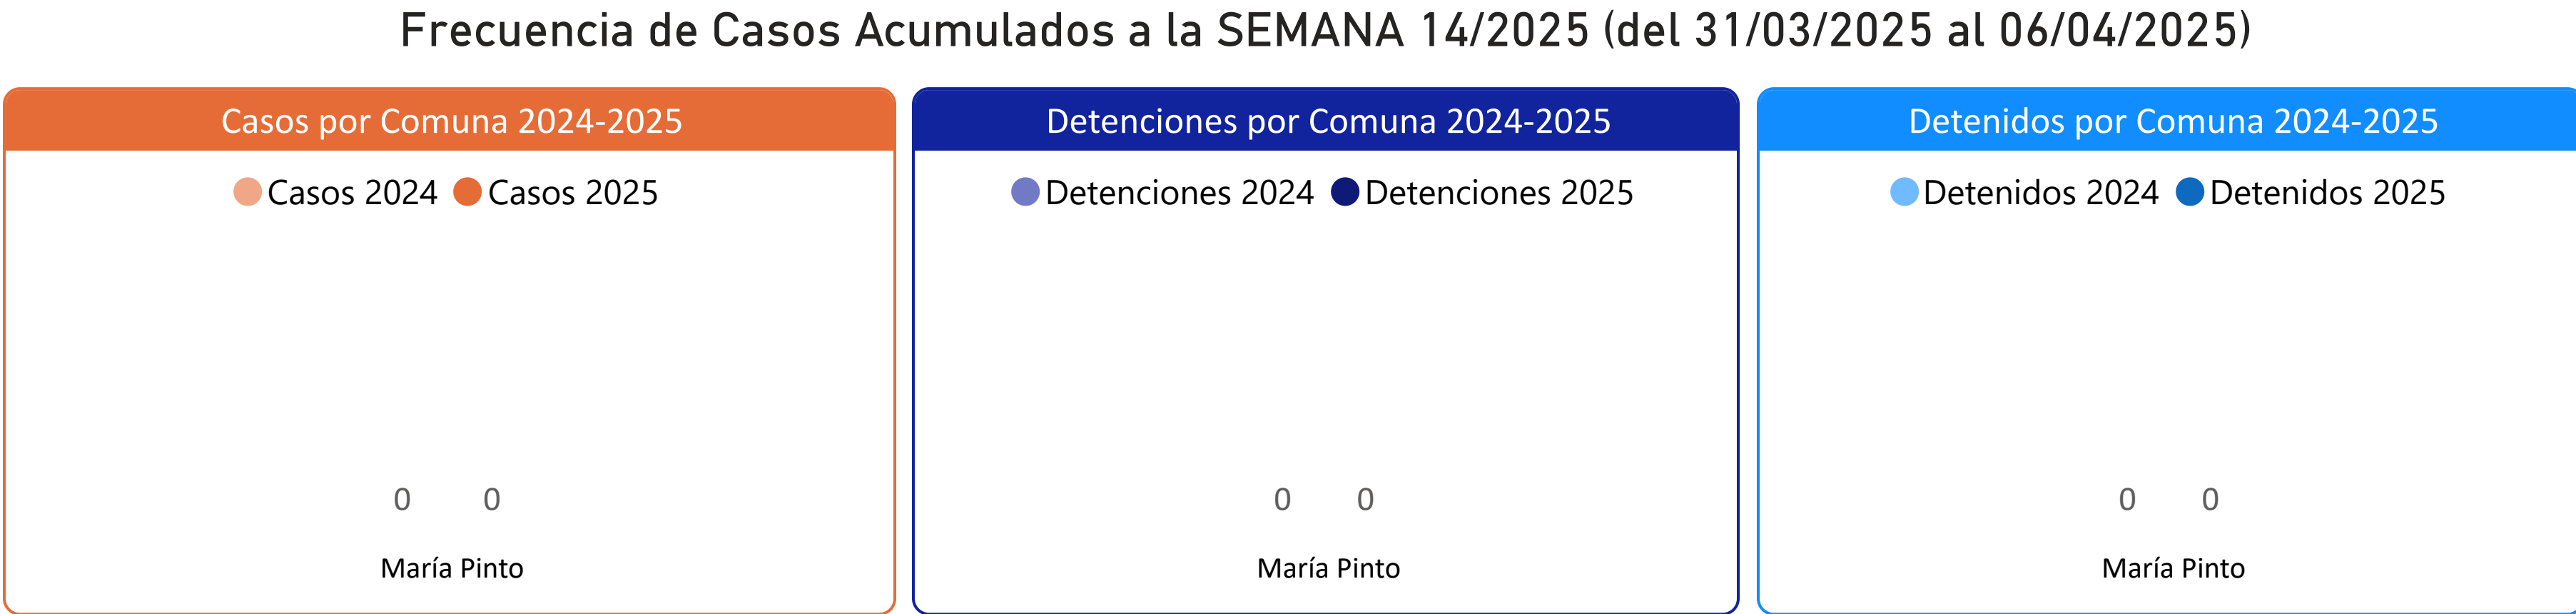 Frecuencia de Casos Acumulados a la SEMANA 14/2025 (del 31/03/2025 al 06/04/2025)
Casos por Comuna 2024-2025
Casos 2024 Casos 2025
0 0
María Pinto
Detenciones por Comuna 2024-2025
Detenciones 2024 Detenciones 2025
0 0
María Pinto
Detenidos por Comuna 2024-2025
Detenidos 2024 Detenidos 2025
0 0
María Pinto